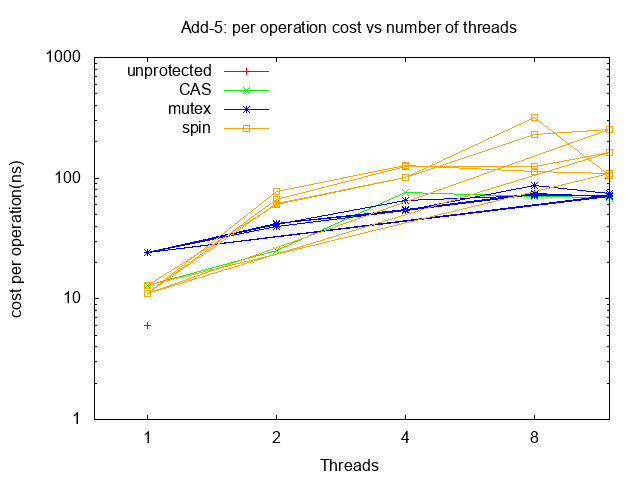 Add-5: per operation cost vs number of threads
1000
unprotected
CAS
mutex
spin
100
10
1
cost per operation(ns)
1 2 4 8
Threads